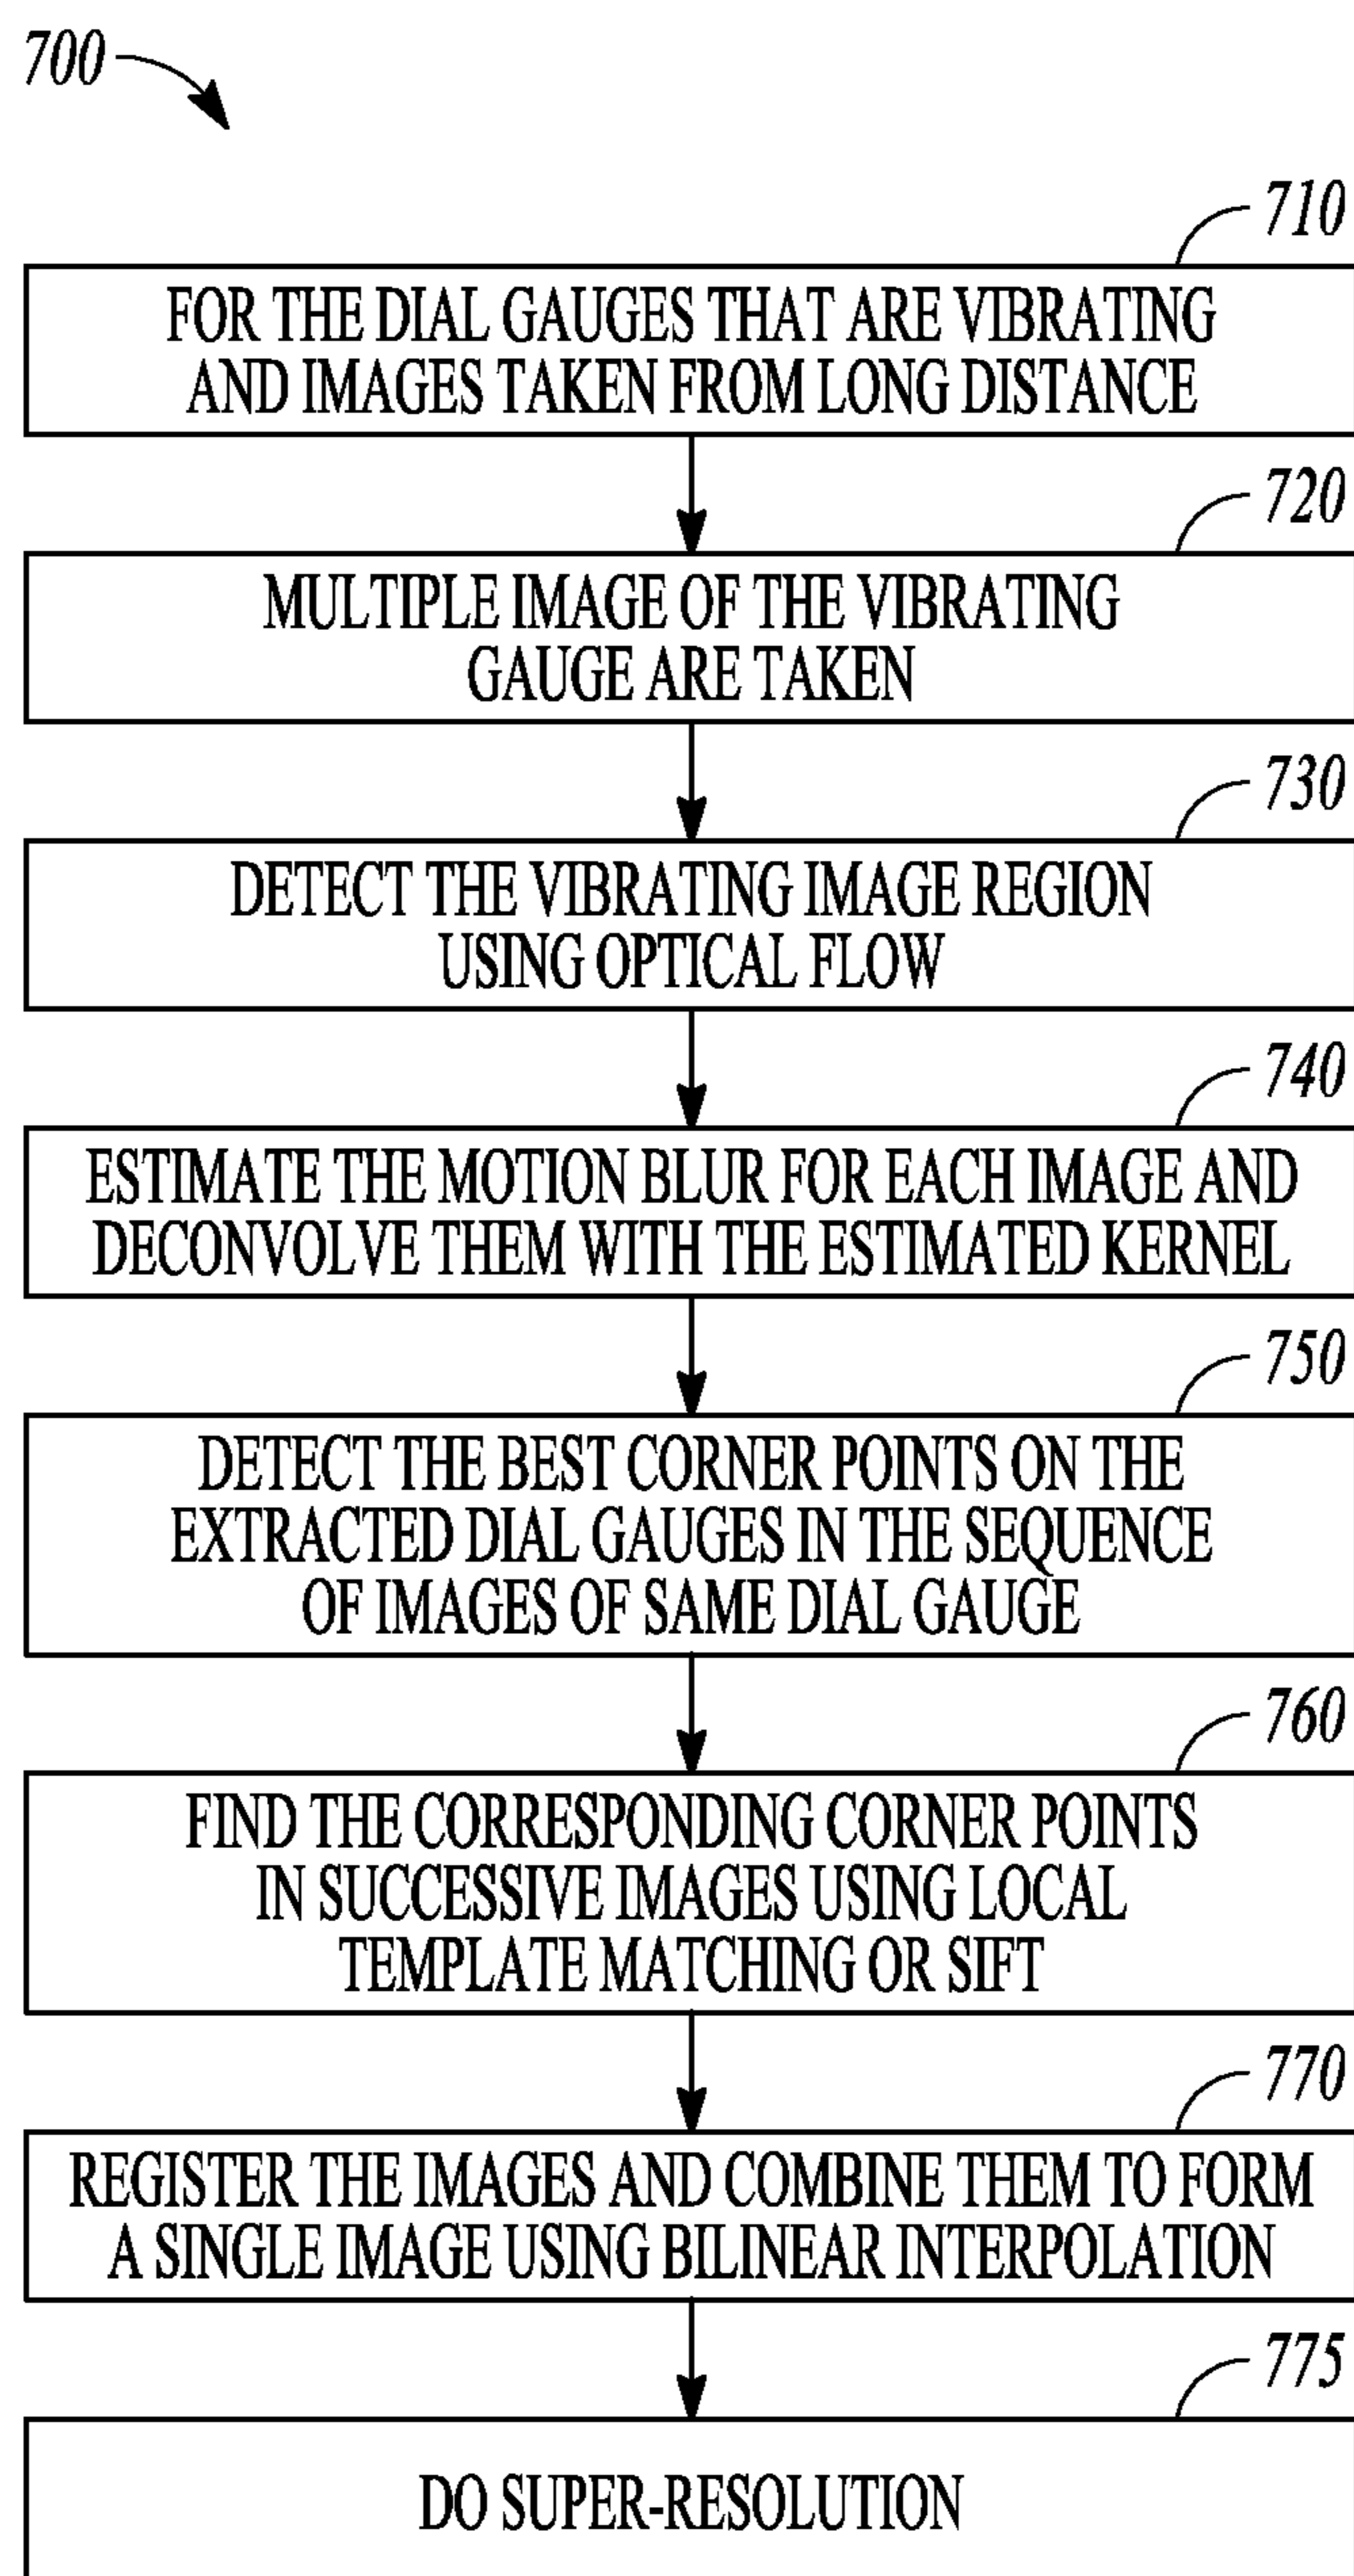 700
710
FOR THE DIAL GAUGES THAT ARE VIBRATING
AND IMAGES TAKEN FROM LONG DISTANCE
720
MULTIPLE IMAGE OF THE VIBRATING
GAUGE ARE TAKEN
730
DETECT THE VIBRATING IMAGE REGION
USING OPTICAL FLOW
740
ESTIMATE THE MOTION BLUR FOR EACH IMAGE AND
DECONVOLVE THEM WITH THE ESTIMATED KERNEL
750
DETECT THE BEST CORNER POINTS ON THE
EXTRACTED DIAL GAUGES IN THE SEQUENCE
OF IMAGES OF SAME DIAL GAUGE
760
FIND THE CORRESPONDING CORNER POINTS
IN SUCCESSIVE IMAGES USING LOCAL
TEMPLATE MATCHING OR SIFT
770
REGISTER THE IMAGES AND COMBINE THEM TO FORM
A SINGLE IMAGE USING BILINEAR INTERPOLATION
775
DO SUPER-RESOLUTION